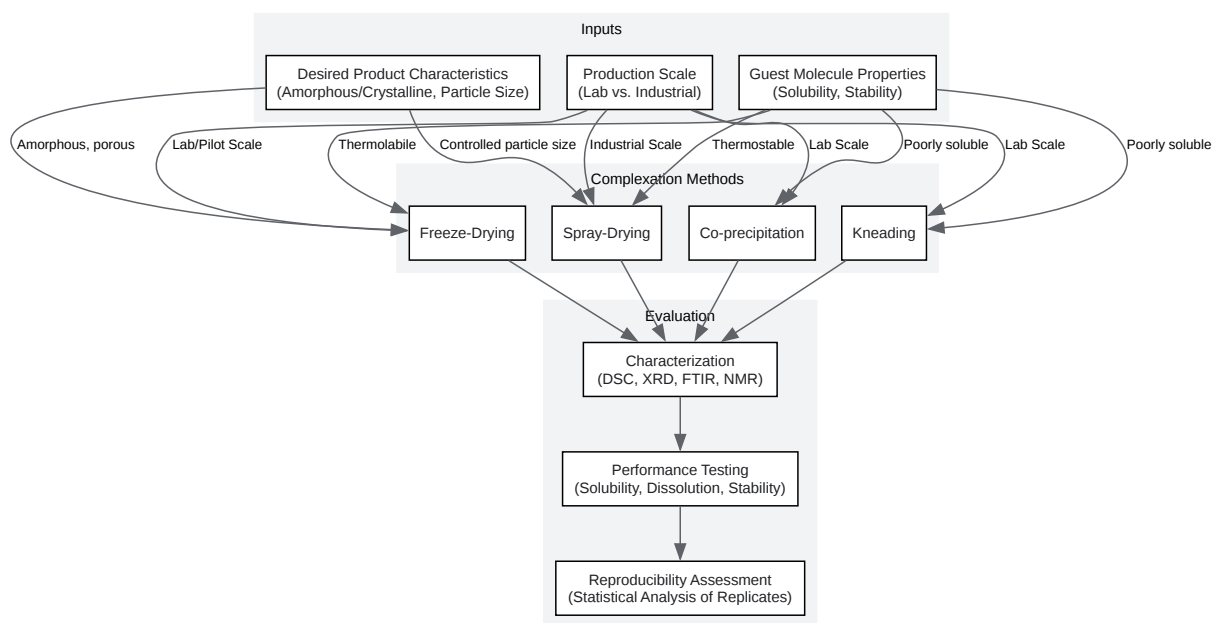 Inputs
Desired Product Characteristics
(Amorphous/Crystalline, Particle Size)
Production Scale
(Lab vs. Industrial)
Guest Molecule Properties
(Solubility, Stability)
Amorphous, porous
Lab/Pilot Scale
Thermolabile
Controlled particle size
Industrial Scale
Thermostable
Lab Scale
Poorly soluble
Lab Scale
Poorly soluble
Complexation Methods
Freeze-Drying
Spray-Drying
Co-precipitation
Kneading
Evaluation
Characterization
(DSC, XRD, FTIR, NMR)
Performance Testing
(Solubility, Dissolution, Stability)
Reproducibility Assessment
(Statistical Analysis of Replicates)